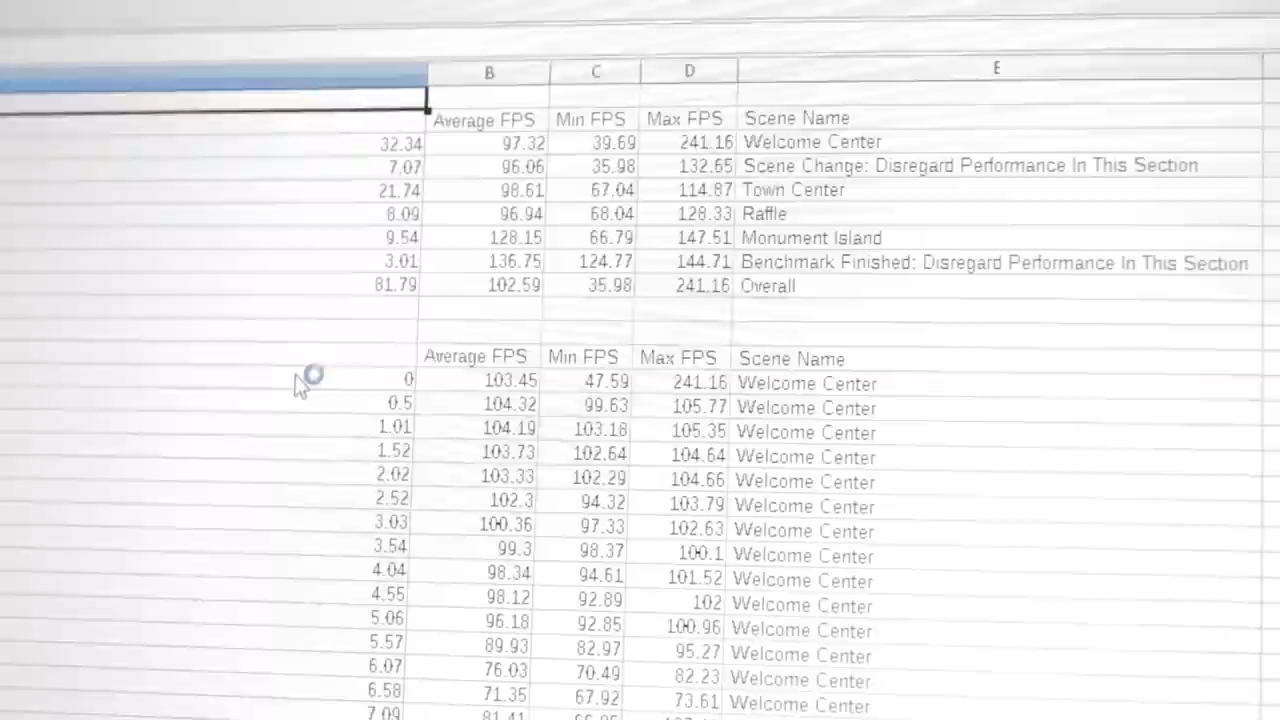 B C D E
Average FPS Min FPS Max FPS Scene Name
32.34 97.32 39.69 241.16 Welcome Center
7.07 96.06 35.98 132.65 Scene Change: Disregard Performance In This Section
21.74 98.61 67.04 114.87 Town Center
8.09 96.94 68.04 128.33 Raffle
9.54 128.15 66.79 147.51 Monument Island
3.01 136.75 124.77 144.71 Benchmark Finished: Disregard Performance In This Section
81.79 102.59 35.98 241.16 Overall
Average FPS Min FPS Max FPS Scene Name
0 103.45 47.59 241.16 Welcome Center
0.5 104.32 99.63 105.77 Welcome Center
1.01 104.19 103.18 105.35 Welcome Center
1.52 103.73 102.64 104.64 Welcome Center
2.02 103.33 102.29 104.66 Welcome Center
2.52 102.3 94.32 103.79 Welcome Center
3.03 100.36 97.33 102.63 Welcome Center
3.54 99.3 98.37 100.1 Welcome Center
4.04 98.34 94.61 101.52 Welcome Center
4.55 98.12 92.89 102 Welcome Center
5.06 96.18 92.85 100.96 Welcome Center
5.57 89.93 82.97 95.27 Welcome Center
6.07 76.03 70.49 82.23 Welcome Center
6.58 71.35 67.92 73.61 Welcome Center
7.09 81.41